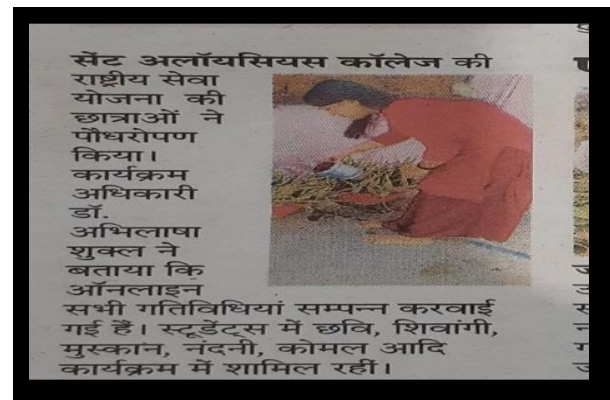 सेंट अलॉयसियस कॉलेज की
राष्ट्रीय सेवा
योजना की
छात्राओं ने
पौधरोपण
किया।
कार्यक्रम
अधिकारी
डॉ.
अभिलाषा
शुक्ल ने
बताया कि
ऑनलाइन
सभी गतिविधियां सम्पन्न करवाई
गई हैं। स्टूडेंट्स में छवि, शिवांगी,
मुस्कान, नंदनी, कोमल आदि
कार्यक्रम में शामिल रहीं।